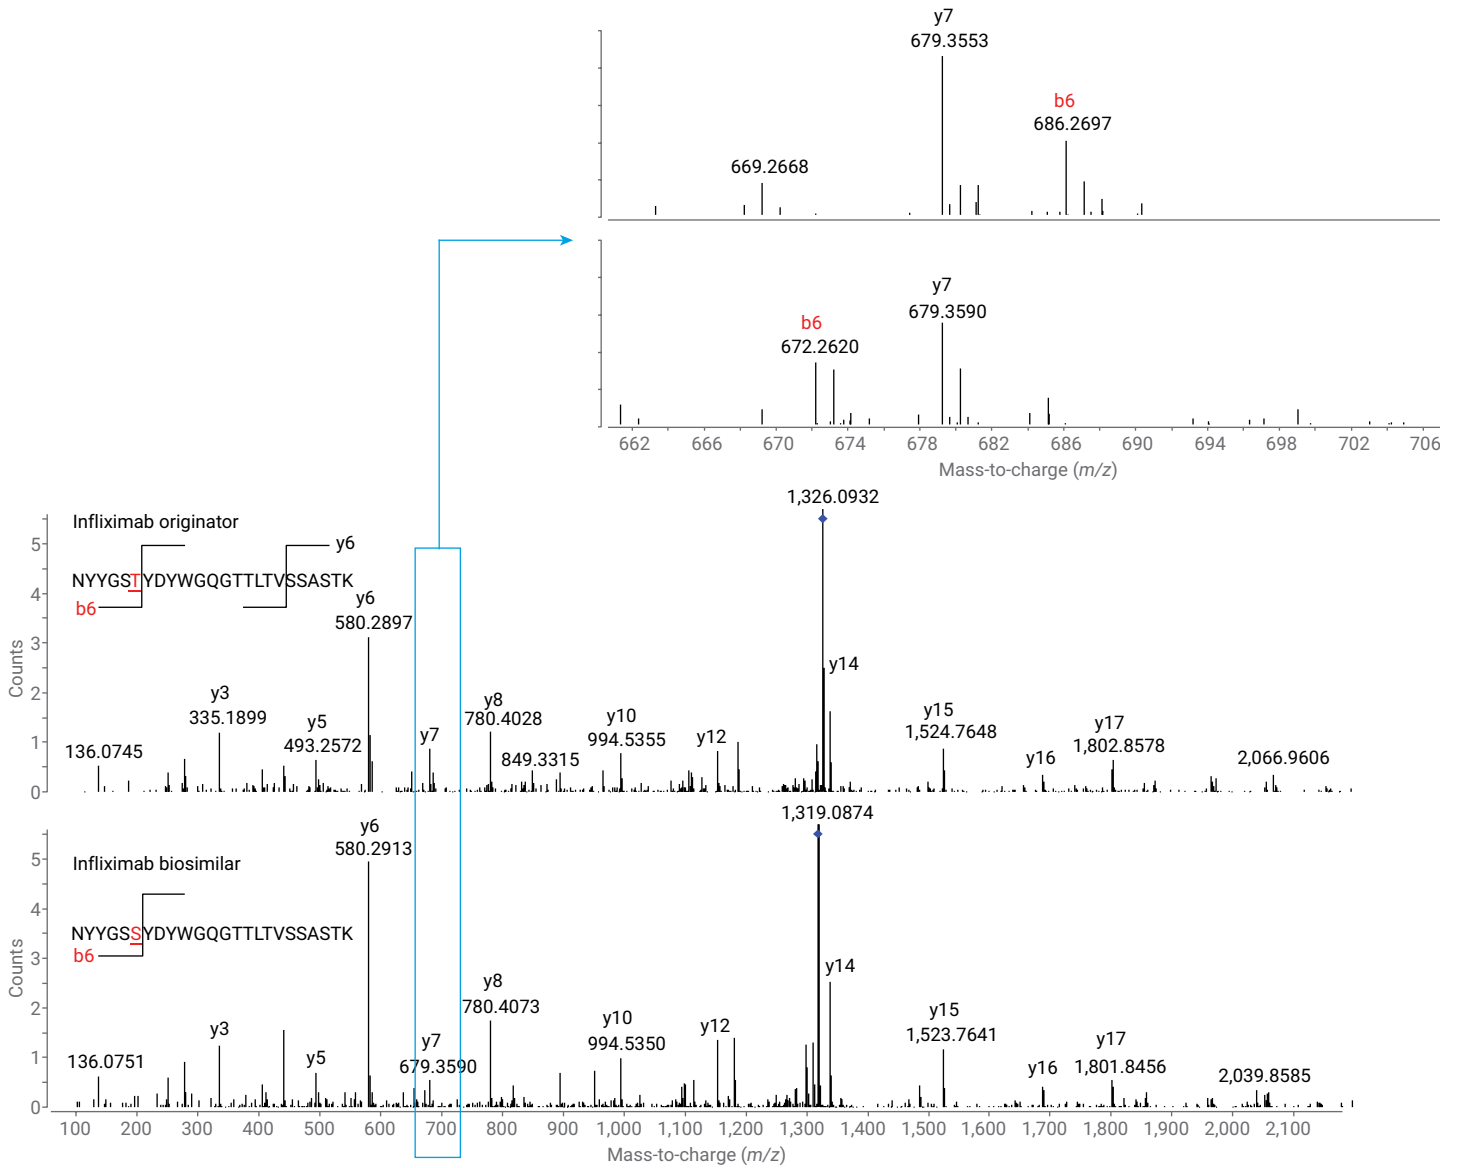 y7
679.3553
b6
686.2697
669.2668
y7
679.3590
b6
672.2620
662 666 670 674 678 682 686 690 694 698 702 706
Mass-to-charge (m/z)
1,326.0932
Infliximab originator
y6
NYYGSTYDYWGQGTTLTVSSASTK
b6
y6
580.2897
y14
y3
335.1899
y5
493.2572
y7
y8
780.4028
849.3315
y10
994.5355
y12
y15
1,524.7648
y16
y17
1,802.8578
2,066.9606
136.0745
Counts
5
4
3
2
1
0
1,319.0874
y6
580.2913
Infliximab biosimilar
NYYGSSYDYWGQGTTLTVSSASTK
b6
y14
y8
780.4073
y3
y5
y7
679.3590
y10
994.5350
y12
y15
1,523.7641
y16
y17
1,801.8456
2,039.8585
136.0751
Counts
5
4
3
2
1
0
100 200 300 400 500 600 700 800 900 1,000 1,100 1,200 1,300 1,400 1,500 1,600 1,700 1,800 1,900 2,000 2,100
Mass-to-charge (m/z)